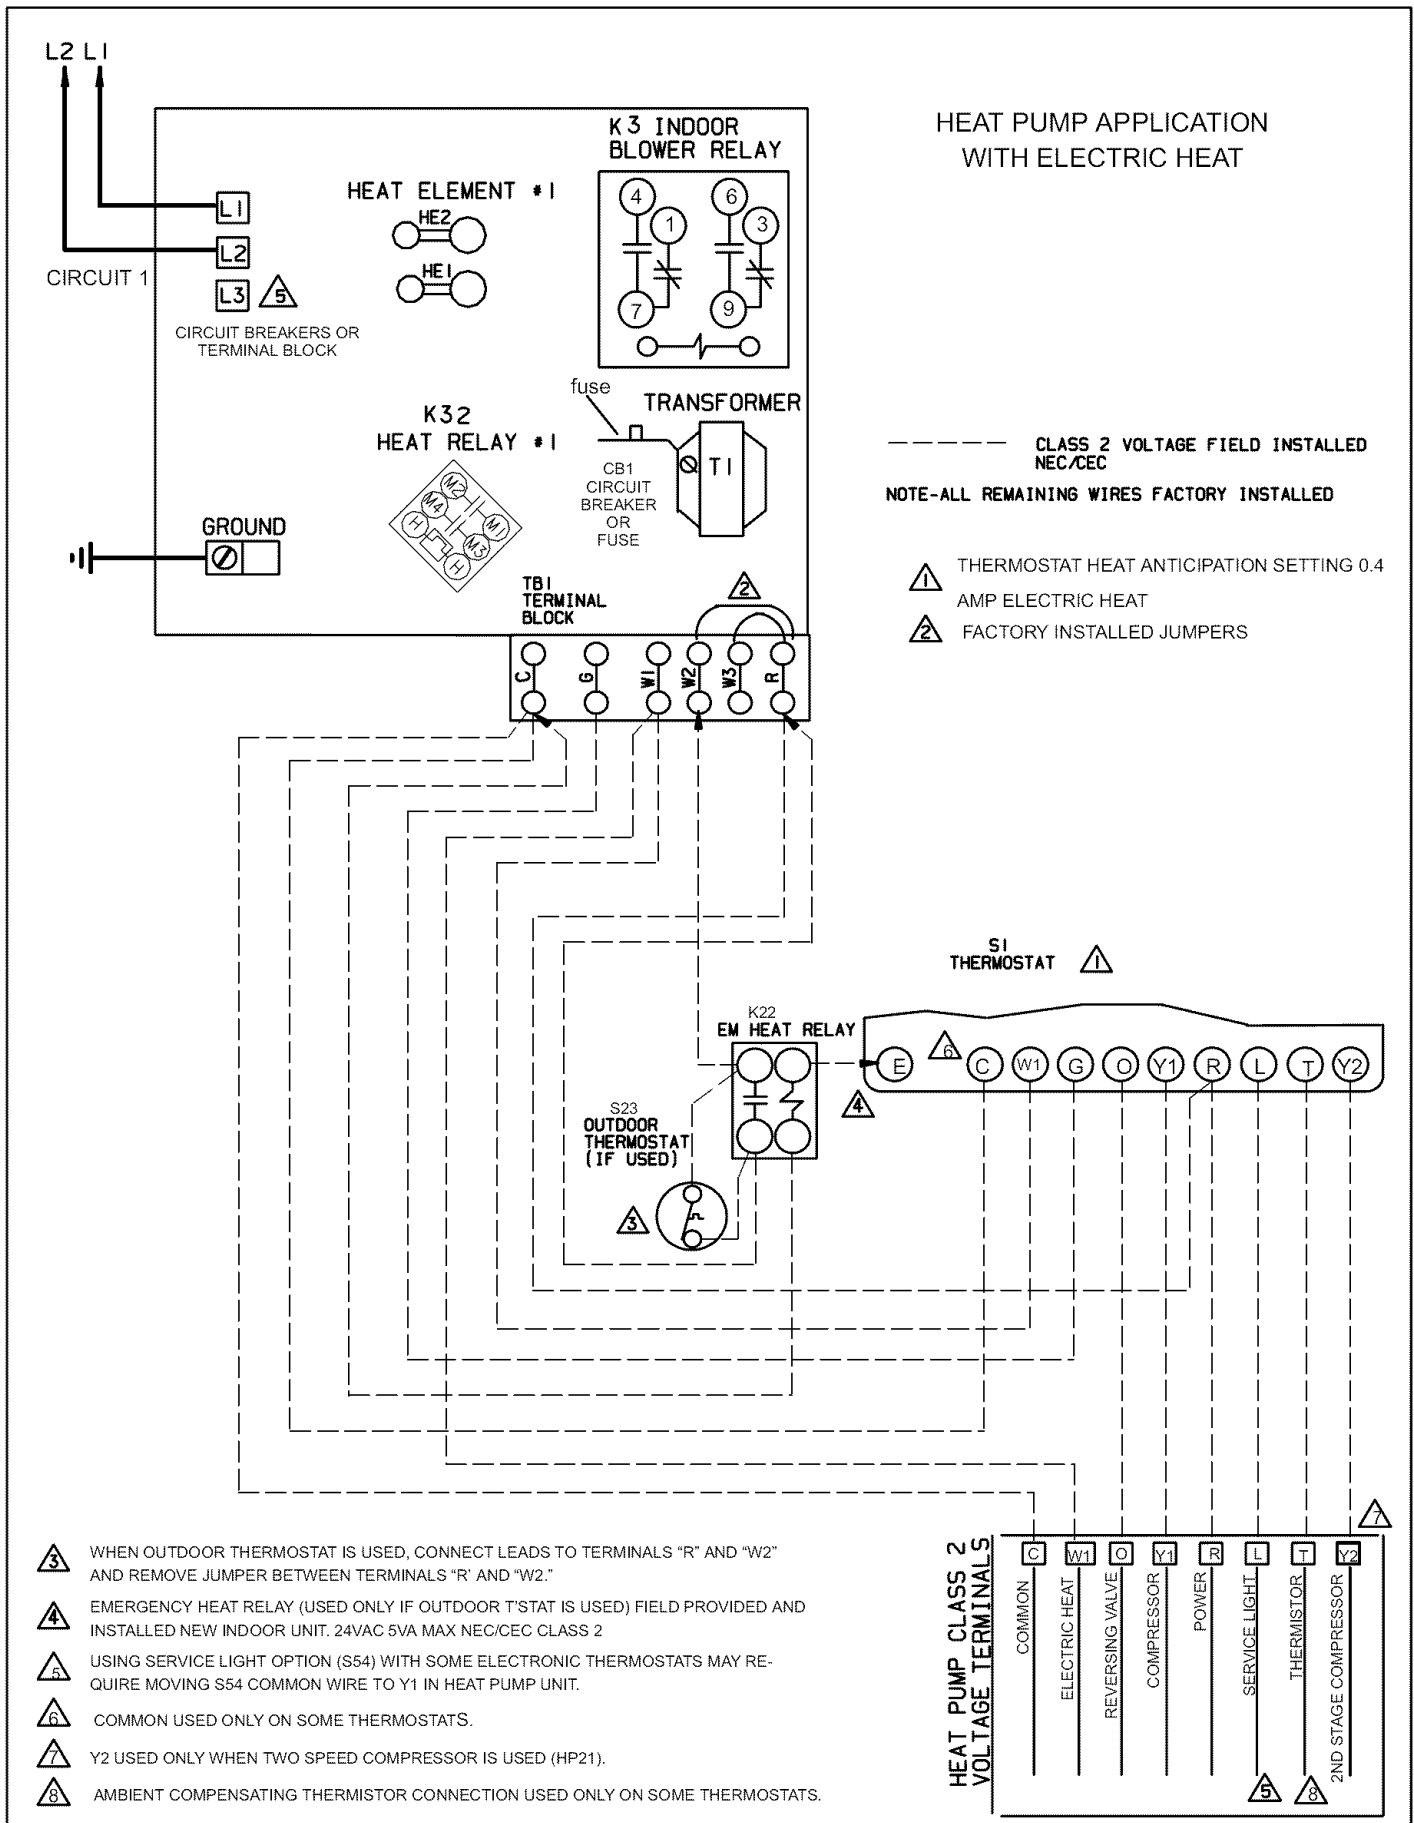 L2 L1
HEAT PUMP APPLICATION
WITH ELECTRIC HEAT
K3 INDOOR
BLOWER RELAY
4
6
1
3
7
9
HEAT ELEMENT #1
HE2
HE1
L1
L2
L3
5
CIRCUIT 1
CIRCUIT BREAKERS OR
TERMINAL BLOCK
fuse
TRANSFORMER
T1
CB1
CIRCUIT
BREAKER
OR
FUSE
K32
HEAT RELAY #1
M2
M4
M1
H
M3
H
GROUND
CLASS 2 VOLTAGE FIELD INSTALLED
NEC/CEC
NOTE-ALL REMAINING WIRES FACTORY INSTALLED
1
THERMOSTAT HEAT ANTICIPATION SETTING 0.4
AMP ELECTRIC HEAT
2
FACTORY INSTALLED JUMPERS
TB1
TERMINAL
BLOCK
2
C
G
W1
W2
W3
R
S1
THERMOSTAT
1
K22
EM HEAT RELAY
E
6
C
W1
G
O
Y1
R
L
T
Y2
4
S23
OUTDOOR
THERMOSTAT
(IF USED)
3
3
WHEN OUTDOOR THERMOSTAT IS USED, CONNECT LEADS TO TERMINALS “R” AND “W2”
AND REMOVE JUMPER BETWEEN TERMINALS “R’ AND “W2.”
4
EMERGENCY HEAT RELAY (USED ONLY IF OUTDOOR T’STAT IS USED) FIELD PROVIDED AND
INSTALLED NEW INDOOR UNIT. 24VAC 5VA MAX NEC/CEC CLASS 2
5
USING SERVICE LIGHT OPTION (S54) WITH SOME ELECTRONIC THERMOSTATS MAY RE-
QUIRE MOVING S54 COMMON WIRE TO Y1 IN HEAT PUMP UNIT.
6
COMMON USED ONLY ON SOME THERMOSTATS.
7
Y2 USED ONLY WHEN TWO SPEED COMPRESSOR IS USED (HP21).
8
AMBIENT COMPENSATING THERMISTOR CONNECTION USED ONLY ON SOME THERMOSTATS.
HEAT PUMP CLASS 2
VOLTAGE TERMINALS
7
C
W1
O
Y1
R
L
T
Y2
COMMON
ELECTRIC HEAT
REVERSING VALVE
COMPRESSOR
POWER
SERVICE LIGHT
THERMISTOR
2ND STAGE COMPRESSOR
5
8